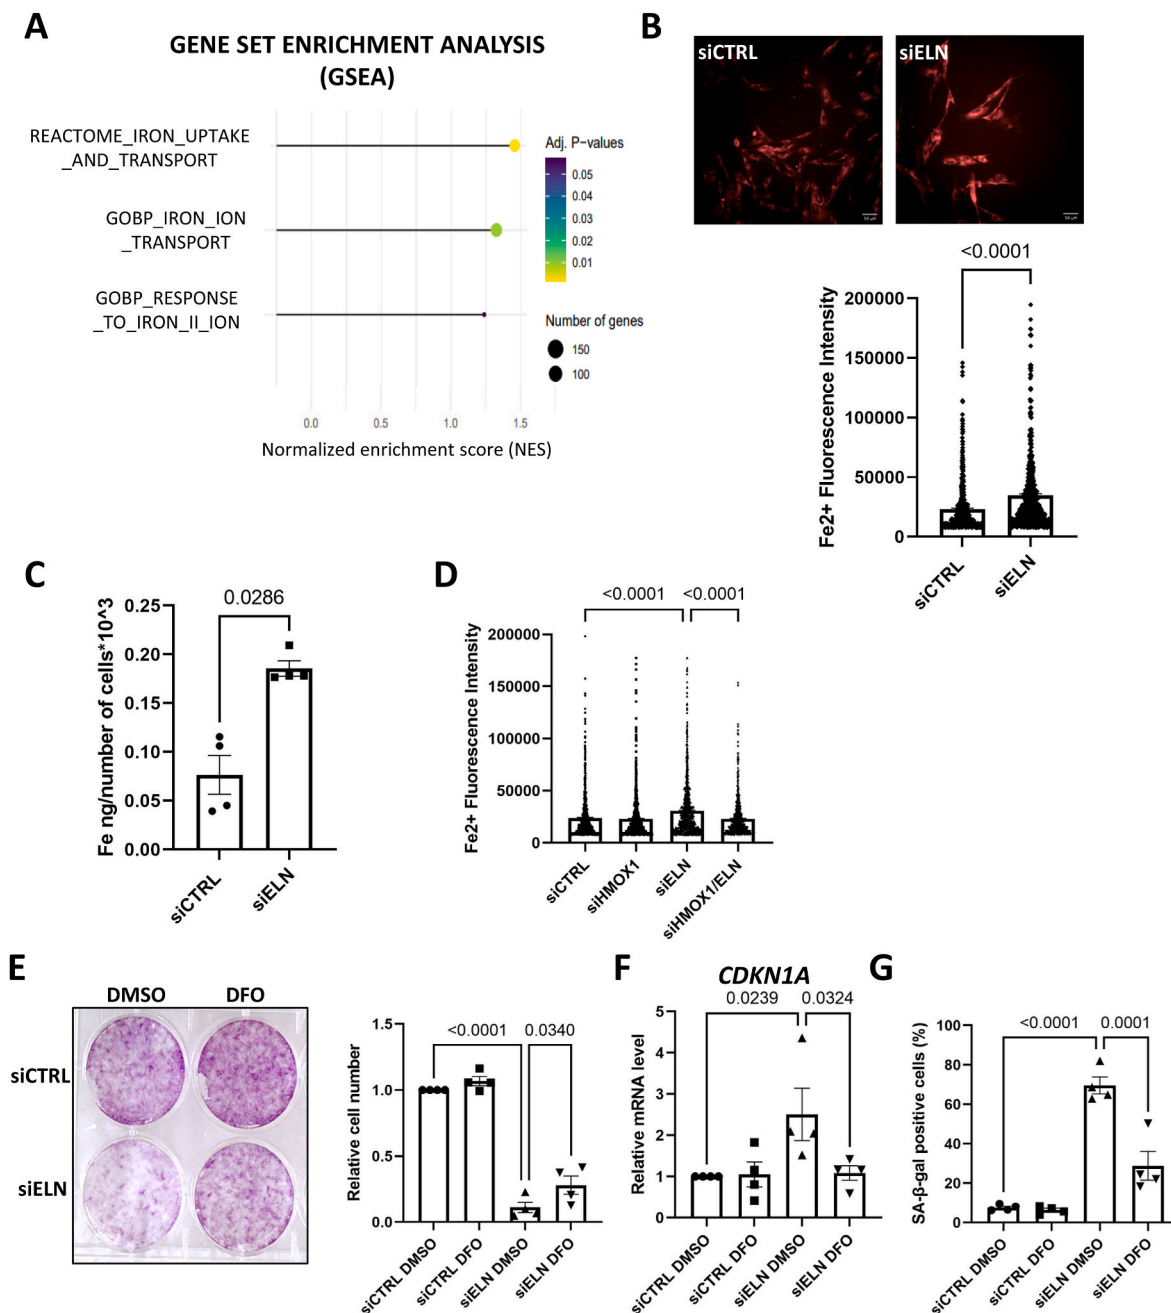 A
GENE SET ENRICHMENT ANALYSIS
(GSEA)
REACTOME_IRON_UPTAKE
_AND_TRANSPORT
GOBP_IRON_ION
_TRANSPORT
GOBP_RESPONSE
_TO_IRON_II_ION
0.0
0.5
1.0
1.5
Normalized enrichment score (NES)
Adj. P-values
0.05
0.04
0.03
0.02
0.01
Number of genes
150
100
B
siCTRL
siELN
50 µm
50 µm
<0.0001
Fe2+ Fluorescence Intensity
200000
150000
100000
50000
0
siCTRL
siELN
C
0.0286
Fe ng/number of cells*10^3
0.25
0.20
0.15
0.10
0.05
0.00
siCTRL
siELN
D
<0.0001
<0.0001
Fe2+ Fluorescence Intensity
200000
150000
100000
50000
0
siCTRL
siHMOX1
siELN
siHMOX1/ELN
E
DMSO
DFO
siCTRL
siELN
<0.0001
0.0340
Relative cell number
1.5
1.0
0.5
0.0
siCTRL DMSO
siCTRL DFO
siELN DMSO
siELN DFO
F
CDKN1A
0.0239
0.0324
Relative mRNA level
5
4
3
2
1
0
siCTRL DMSO
siCTRL DFO
siELN DMSO
siELN DFO
G
<0.0001
0.0001
SA-β-gal positive cells (%)
100
80
60
40
20
0
siCTRL DMSO
siCTRL DFO
siELN DMSO
siELN DFO